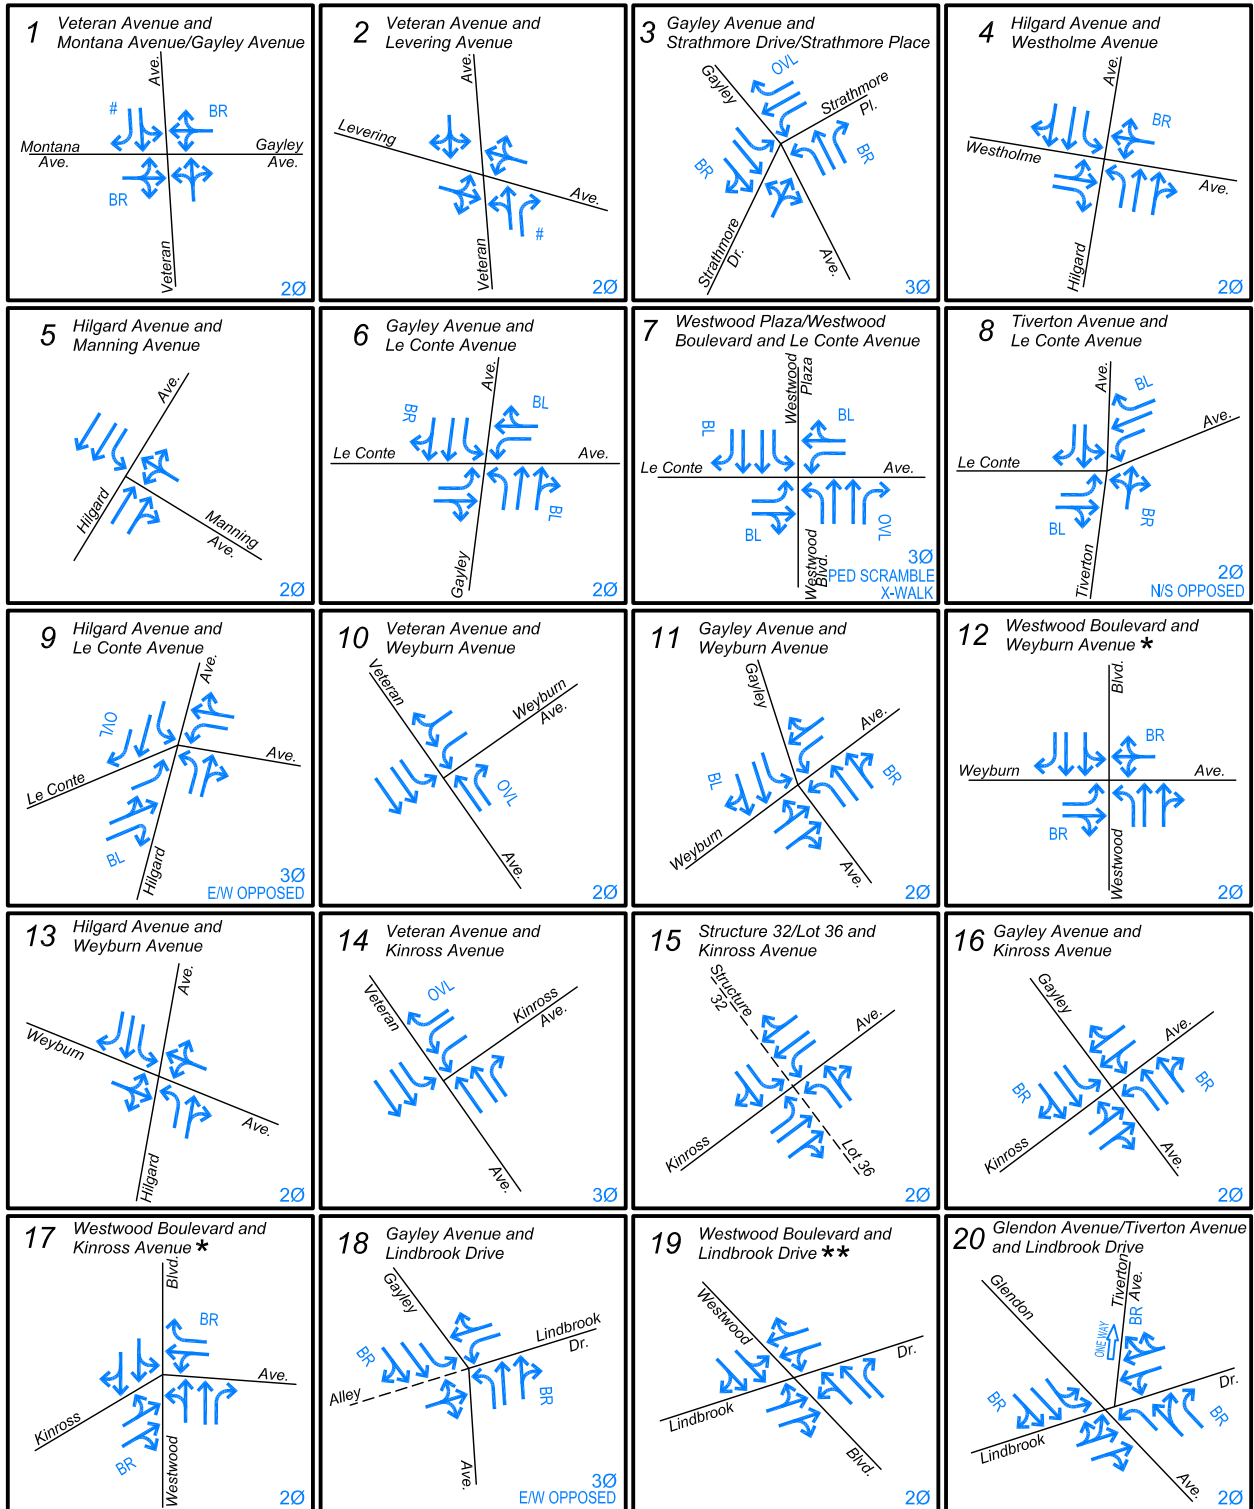 1 Veteran Avenue and
Montana Avenue/Gayley Avenue
Ave.
#
BR
Montana
Ave.
Gayley
Ave.
BR
Veteran
2Ø
2 Veteran Avenue and
Levering Avenue
Ave.
Levering
Ave.
#
Veteran
2Ø
3 Gayley Avenue and
Strathmore Drive/Strathmore Place
OVL
Gayley
Strathmore
Pl.
BR
BR
Strathmore
Dr.
Ave.
3Ø
4 Hilgard Avenue and
Westholme Avenue
Ave.
BR
Westholme
Ave.
Hilgard
2Ø
5 Hilgard Avenue and
Manning Avenue
Ave.
Hilgard
Manning
Ave.
2Ø
6 Gayley Avenue and
Le Conte Avenue
Ave.
BR
BL
Le Conte
Ave.
BL
Gayley
2Ø
7 Westwood Plaza/Westwood
Boulevard and Le Conte Avenue
Westwood
Plaza
BL
BL
Le Conte
Ave.
BL
OVL
Westwood
Blvd.
3Ø
PED SCRAMBLE
X-WALK
8 Tiverton Avenue and
Le Conte Avenue
Ave.
BL
Ave.
Le Conte
BL
BR
Tiverton
2Ø
N/S OPPOSED
9 Hilgard Avenue and
Le Conte Avenue
Ave.
OVL
Ave.
Le Conte
BL
Hilgard
3Ø
E/W OPPOSED
10 Veteran Avenue and
Weyburn Avenue
Veteran
Weyburn
Ave.
OVL
Ave.
2Ø
11 Gayley Avenue and
Weyburn Avenue
Gayley
Ave.
BL
BR
Weyburn
Ave.
2Ø
12 Westwood Boulevard and
Weyburn Avenue *
Blvd.
BR
Weyburn
Ave.
BR
Westwood
2Ø
13 Hilgard Avenue and
Weyburn Avenue
Ave.
Weyburn
Ave.
Hilgard
2Ø
14 Veteran Avenue and
Kinross Avenue
Veteran
OVL
Kinross
Ave.
Ave.
3Ø
15 Structure 32/Lot 36 and
Kinross Avenue
Structure
32
Ave.
Kinross
Lot 36
2Ø
16 Gayley Avenue and
Kinross Avenue
Gayley
Ave.
BR
BR
Kinross
Ave.
2Ø
17 Westwood Boulevard and
Kinross Avenue *
Blvd.
BR
Ave.
Kinross
BR
Westwood
2Ø
18 Gayley Avenue and
Lindbrook Drive
Gayley
Lindbrook
Dr.
BR
Alley
BR
Ave.
3Ø
E/W OPPOSED
19 Westwood Boulevard and
Lindbrook Drive **
Westwood
Dr.
Lindbrook
Blvd.
2Ø
20 Glendon Avenue/Tiverton Avenue
and Lindbrook Drive
Glendon
Tiverton
Ave.
ONE WAY
BR
Dr.
BR
BR
Lindbrook
Ave.
2Ø